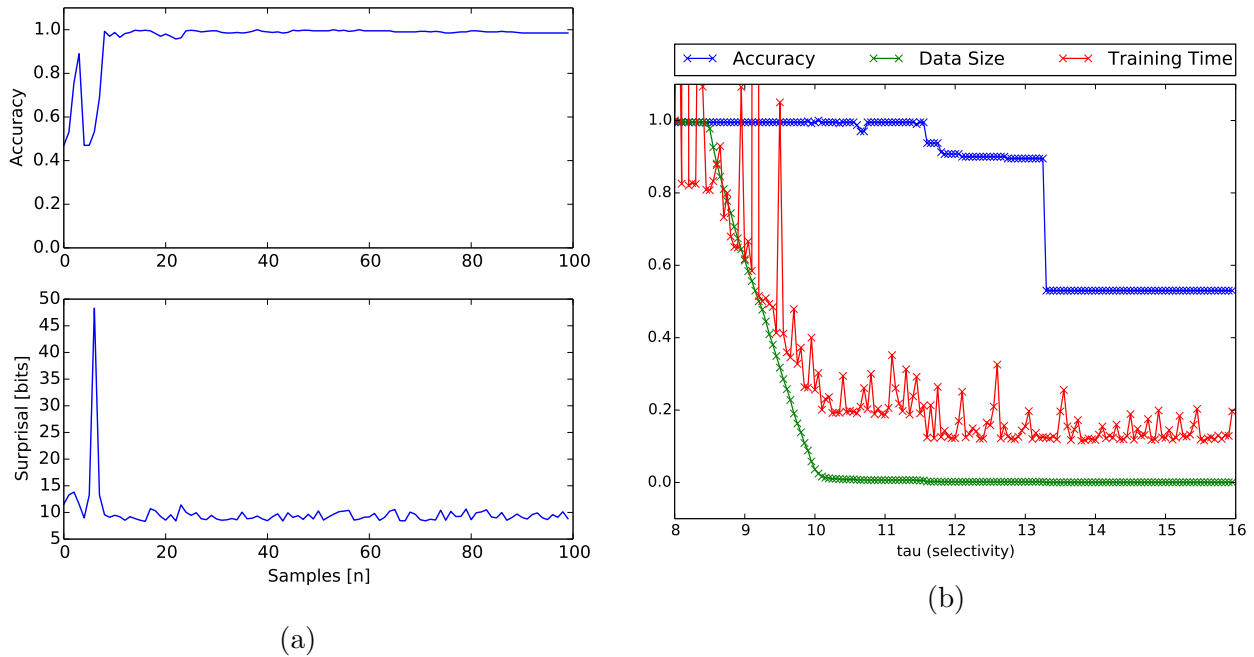 1.0
0.8
0.6
0.4
0.2
0.0
Accuracy
0 20 40 60 80 100
50
45
40
35
30
25
20
15
10
5
Surprisal [bits]
0 20 40 60 80 100
Samples [n]
(a)
Accuracy Data Size Training Time
1.0
0.8
0.6
0.4
0.2
0.0
8 9 10 11 12 13 14 15 16
tau (selectivity)
(b)